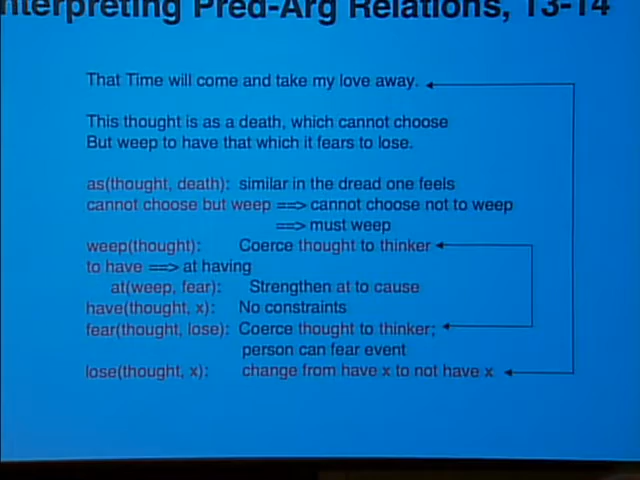 nterpreting Pred-Arg Relations, 13-14
That Time will come and take my love away.
This thought is as a death, which cannot choose
But weep to have that which it fears to lose.
as(thought, death): similar in the dread one feels
cannot choose but weep ==> cannot choose not to weep
==> must weep
weep(thought): Coerce thought to thinker
to have ==> at having
at(weep, fear): Strengthen at to cause
have(thought, x): No constraints
fear(thought, lose): Coerce thought to thinker;
person can fear event
lose(thought, x): change from have x to not have x